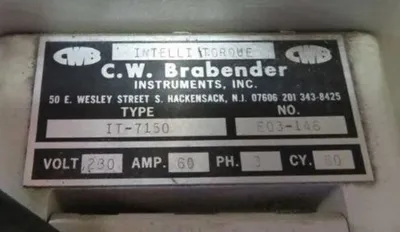 CWB INTELLI TORQUE CWB
C.W. Brabender
INSTRUMENTS, INC.
50 E. WESLEY STREET S. HACKENSACK, N.J. 07606 201 343-8425
TYPE NO.
IT-7150 803-146
VOLT. 230 AMP. 60 PH. 3 CY. 60